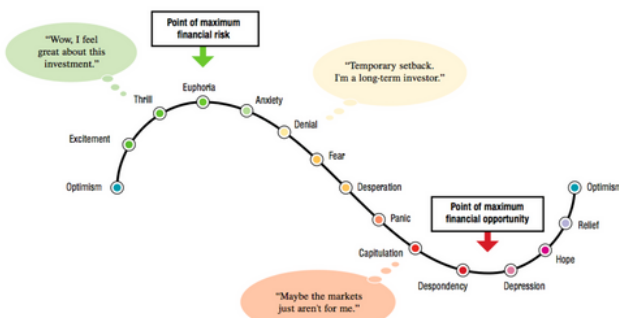 “Wow, I feel
great about this
investment.”
Point of maximum
financial risk
“Temporary setback.
I'm a long-term investor.”
Euphoria
Thrill
Anxiety
Denial
Excitement
Fear
Optimism
Desperation
Optimism
Panic
Point of maximum
financial opportunity
Relief
Capitulation
Hope
Despondency
Depression
“Maybe the markets
just aren't for me.”